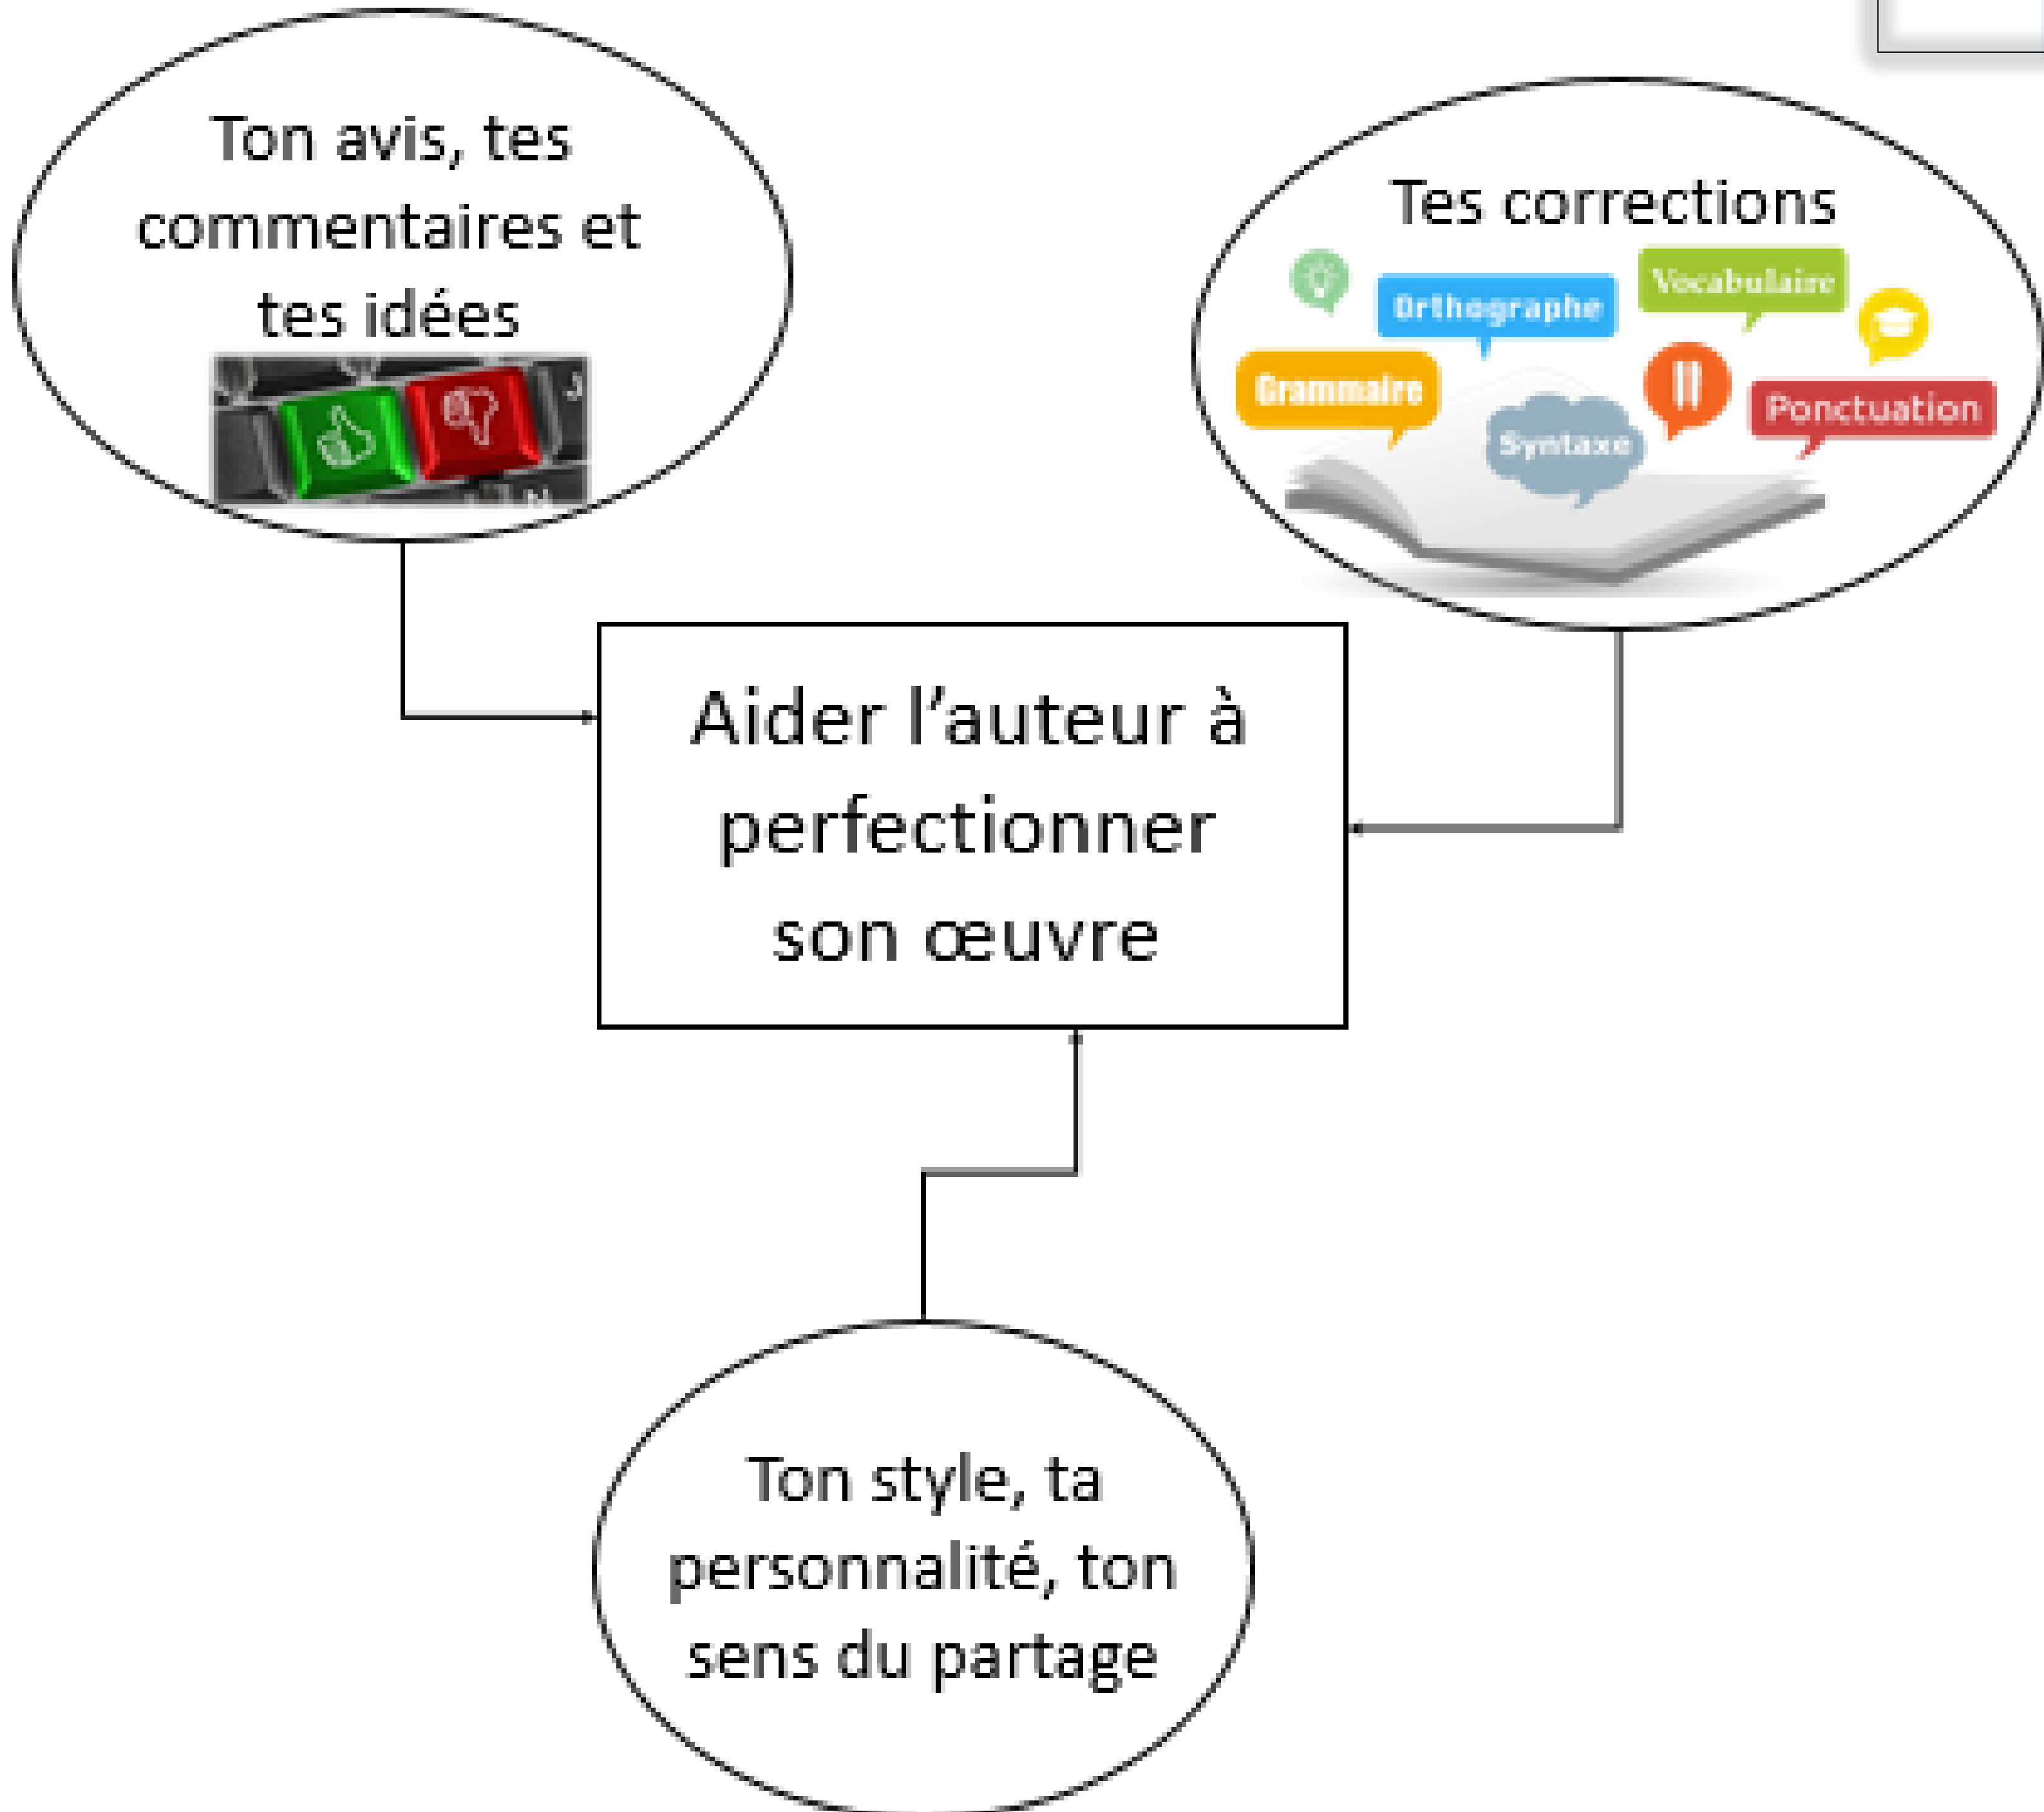 Ton avis, tes
commentaires et
tes idées
J
Tes corrections
Orthographe
Vocabulaire
Grammaire
Syntaxe
Ponctuation
Aider l’auteur à
perfectionner
son œuvre
Ton style, ta
personnalité, ton
sens du partage